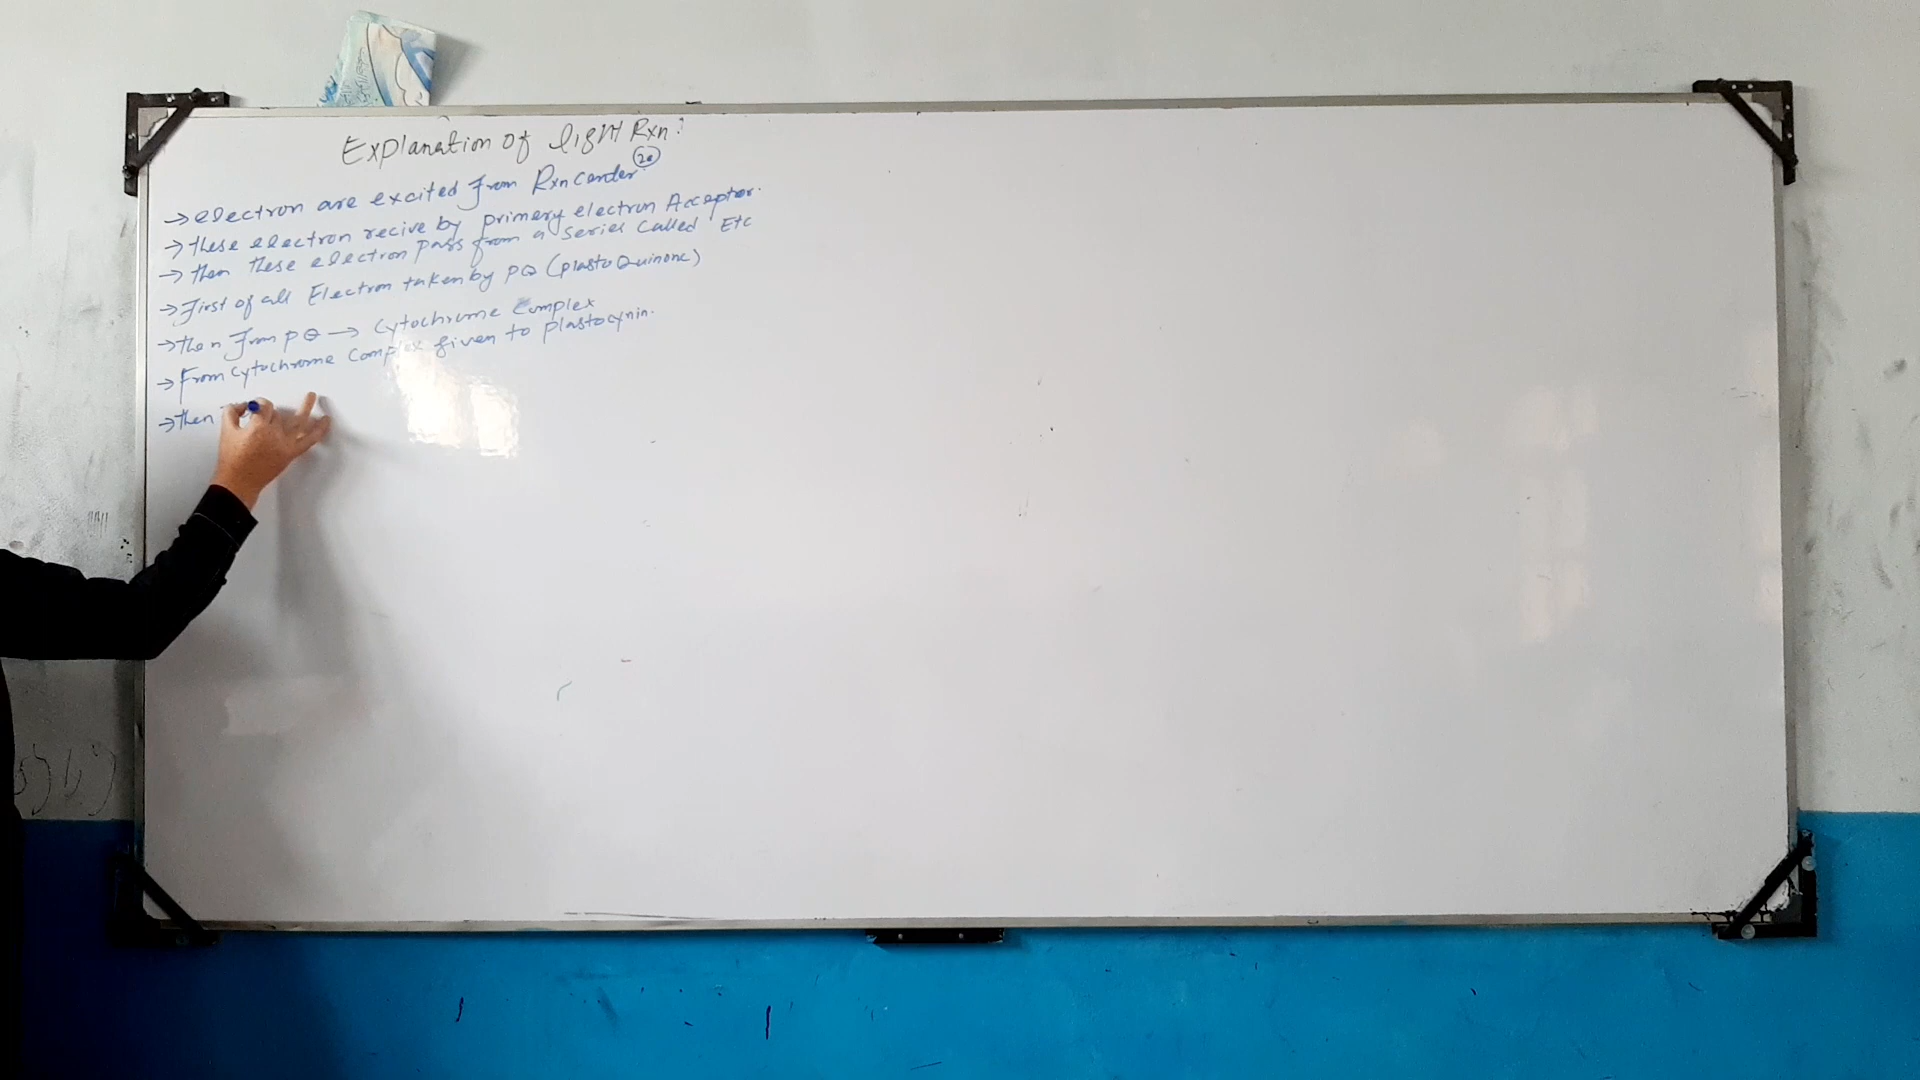 Explanation of light Rxn:
→ electron are excited from Rxn center 2e
→ these electron recive by primery electron Acceptor.
→ then these electron pass from a series called Etc
→ First of all Electron taken by PQ (plasto Quinone)
→ then from PQ → Cytochrome Complex
→ From cytochrome complex given to plastocynin.
→ then